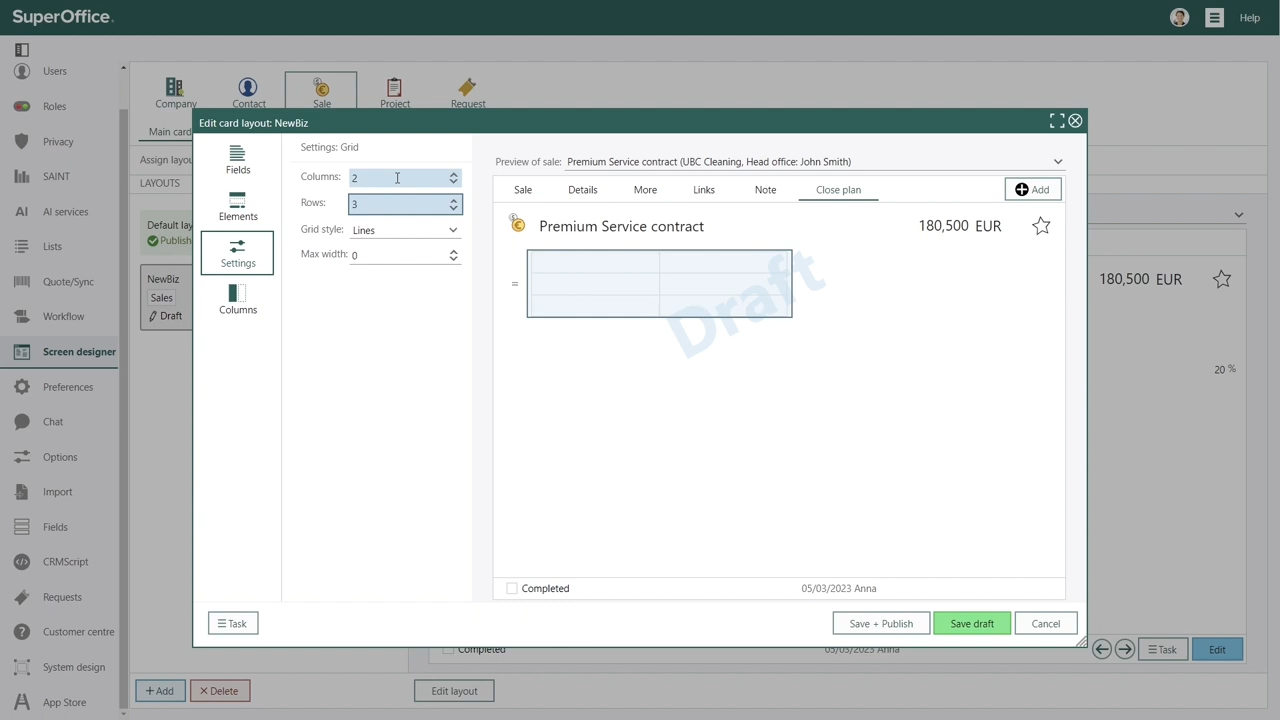 SuperOffice.
Help
Users
Roles
Privacy
SAINT
AI services
Lists
Quote/Sync
Workflow
Screen designer
Preferences
Chat
Options
Import
Fields
CRMScript
Requests
Customer centre
System design
App Store
Company
Contact
Sale
Project
Request
Main card
Assign layou
LAYOUTS
Default lay
Publish
NewBiz
Sales
Draft
+ Add
× Delete
Edit layout
Edit card layout: NewBiz
Fields
Elements
Settings
Columns
Settings: Grid
Columns: 2
Rows: 3
Grid style: Lines
Max width: 0
Preview of sale: Premium Service contract (UBC Cleaning, Head office: John Smith)
Sale
Details
More
Links
Note
Close plan
Add
Premium Service contract
180,500 EUR
=
Draft
Completed
05/03/2023 Anna
Task
Save + Publish
Save draft
Cancel
180,500 EUR
20 %
Completed
05/03/2023 Anna
Task
Edit